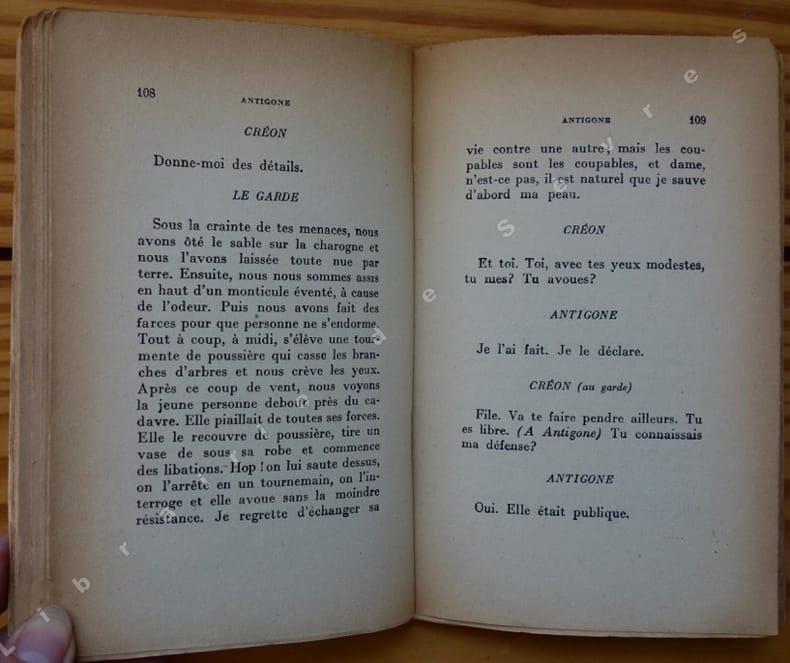 108
ANTIGONE
CRÉON
Donne-moi des détails.
LE GARDE
Sous la crainte de tes menaces, nous
avons ôté le sable sur la charogne et
nous l'avons laissée toute nue par
terre. Ensuite, nous nous sommes assis
en haut d'un monticule éventé, à cause
de l'odeur. Puis nous avons fait des
farces pour que personne ne s'endorme.
Tout à coup, à midi, s'élève une tour-
mente de poussière qui casse les bran-
ches d'arbres et nous crève les yeux.
Après ce coup de vent, nous voyons
la jeune personne debout près du ca-
davre. Elle piaillait de toutes ses forces.
Elle le recouvre de poussière, tire un
vase de sous sa robe et commence
des libations. Hop ! on lui saute dessus,
on l'arrête en un tournemain, on l'in-
terroge et elle avoue sans la moindre
résistance. Je regrette d'échanger sa
ANTIGONE
109
vie contre une autre ; mais les cou-
pables sont les coupables, et dame,
n'est-ce pas, il est naturel que je sauve
d'abord ma peau.
CRÉON
Et toi. Toi, avec tes yeux modestes,
tu mes? Tu avoues?
ANTIGONE
Je l'ai fait. Je le déclare.
CRÉON (au garde)
File. Va te faire pendre ailleurs. Tu
es libre. (A Antigone) Tu connaissais
ma défense?
ANTIGONE
Oui. Elle était publique.
Librairie de Sèvres